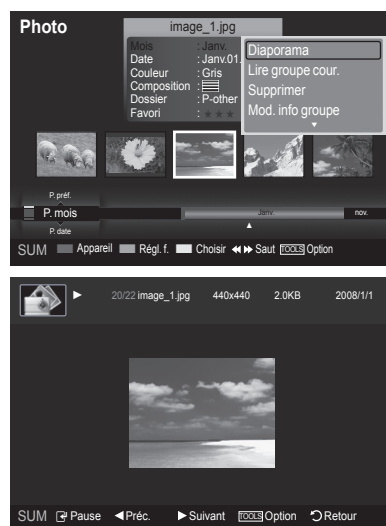 Photo
image_1.jpg
Mois : Janv.
Date : Janv.01.
Couleur : Gris
Composition :
Dossier : P-other
Favori : ★ ★ ★
Diaporama
Lire groupe cour.
Supprimer
Mod. info groupe
P. préf.
P. mois
P. date
Janv.
nov.
SUM Appareil Régl. f. Choisir Saut TOOLS Option
20/22 image_1.jpg 440x440 2.0KB 2008/1/1
SUM Pause Préc. Suivant TOOLS Option Retour